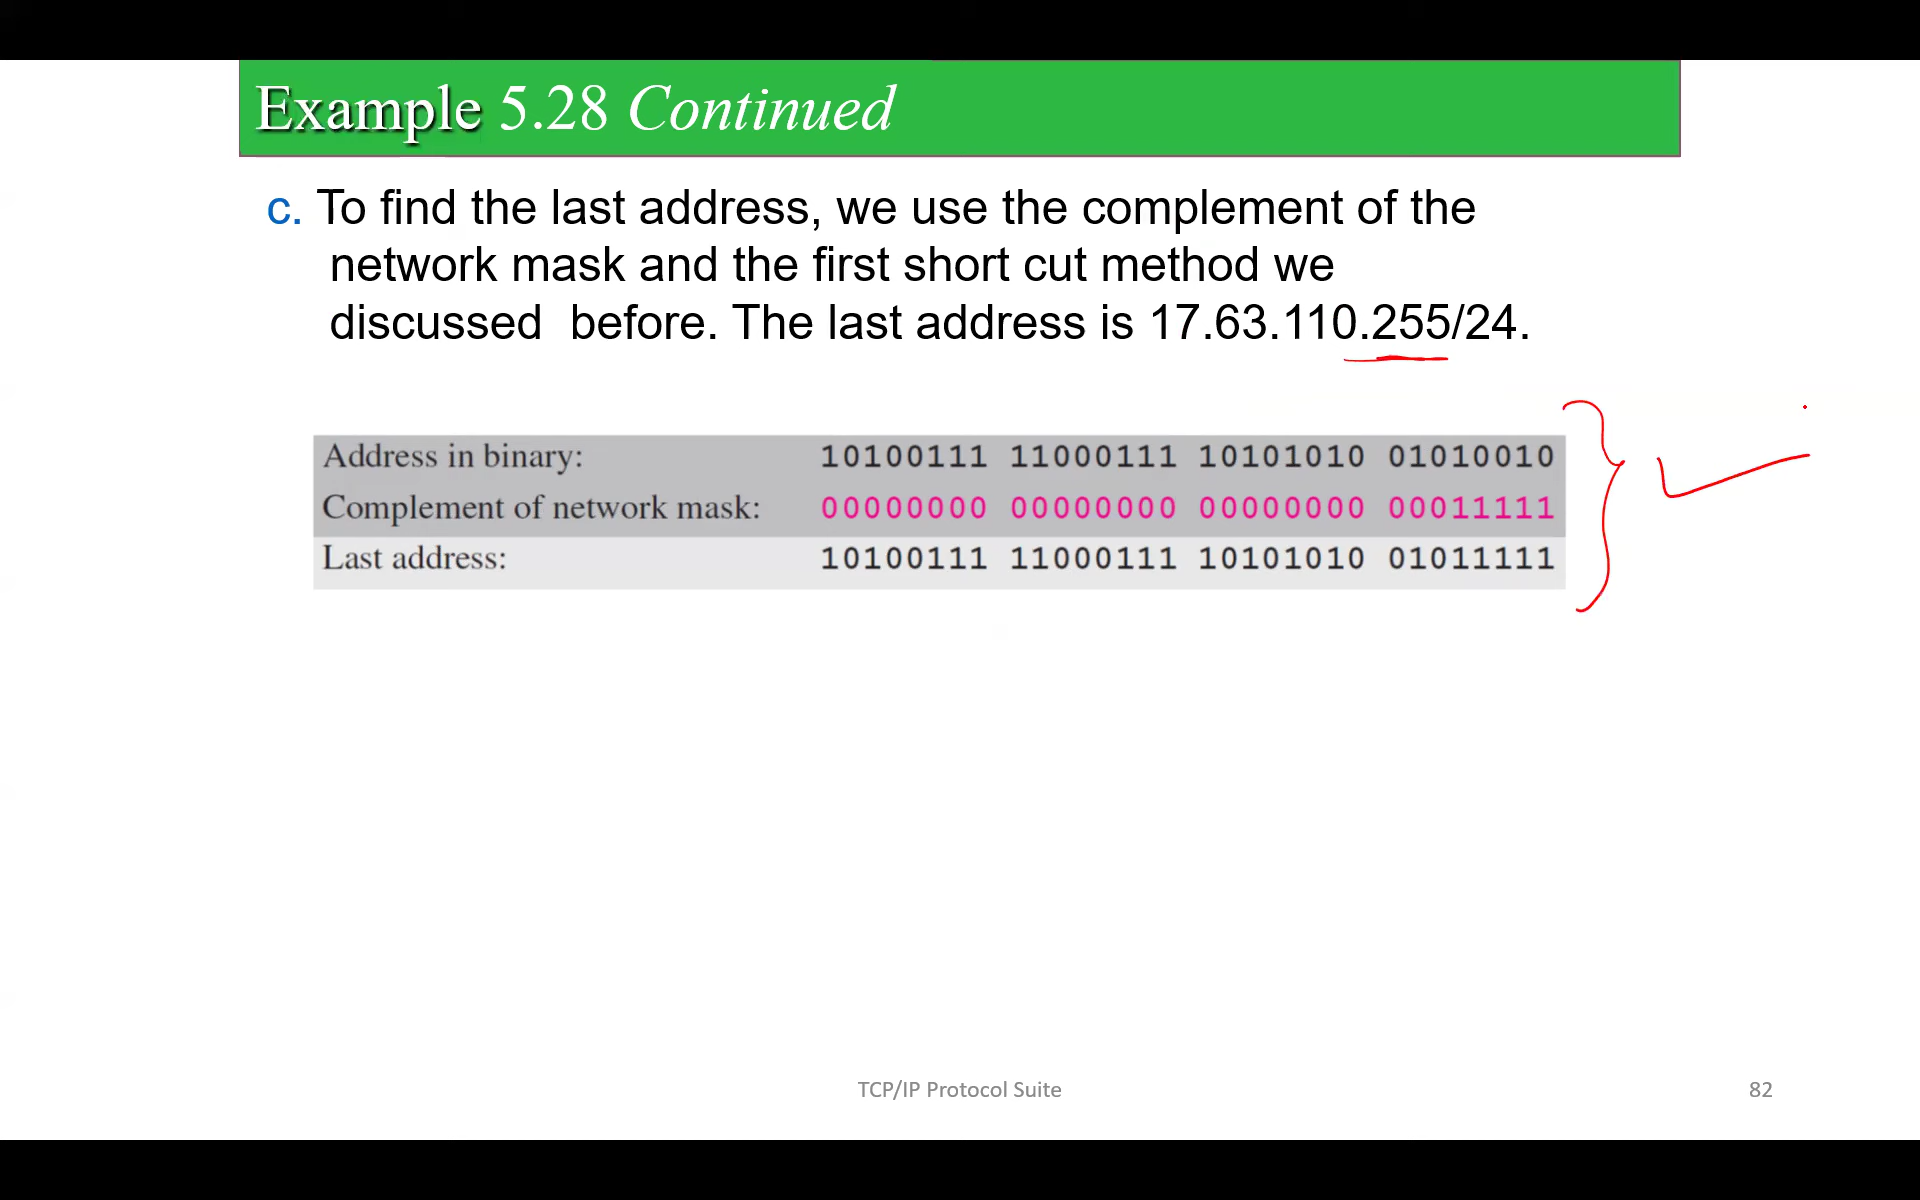 Example 5.28 Continued
c. To find the last address, we use the complement of the
network mask and the first short cut method we
discussed before. The last address is 17.63.110.255/24.
Address in binary: 10100111 11000111 10101010 01010010
Complement of network mask: 00000000 00000000 00000000 00011111
Last address: 10100111 11000111 10101010 01011111
TCP/IP Protocol Suite 82